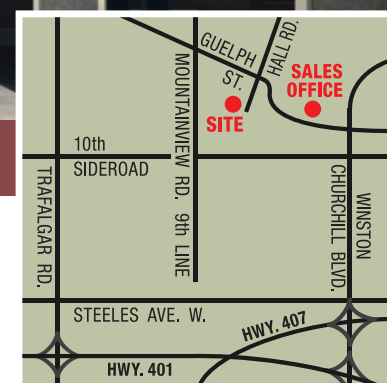 GUELPH
ST.
HALL RD.
SALES
OFFICE
SITE
MOUNTAINVIEW RD. 9th LINE
10th
SIDEROAD
TRAFALGAR RD.
WINSTON
CHURCHILL BLVD.
STEELES AVE. W.
HWY. 407
HWY. 401